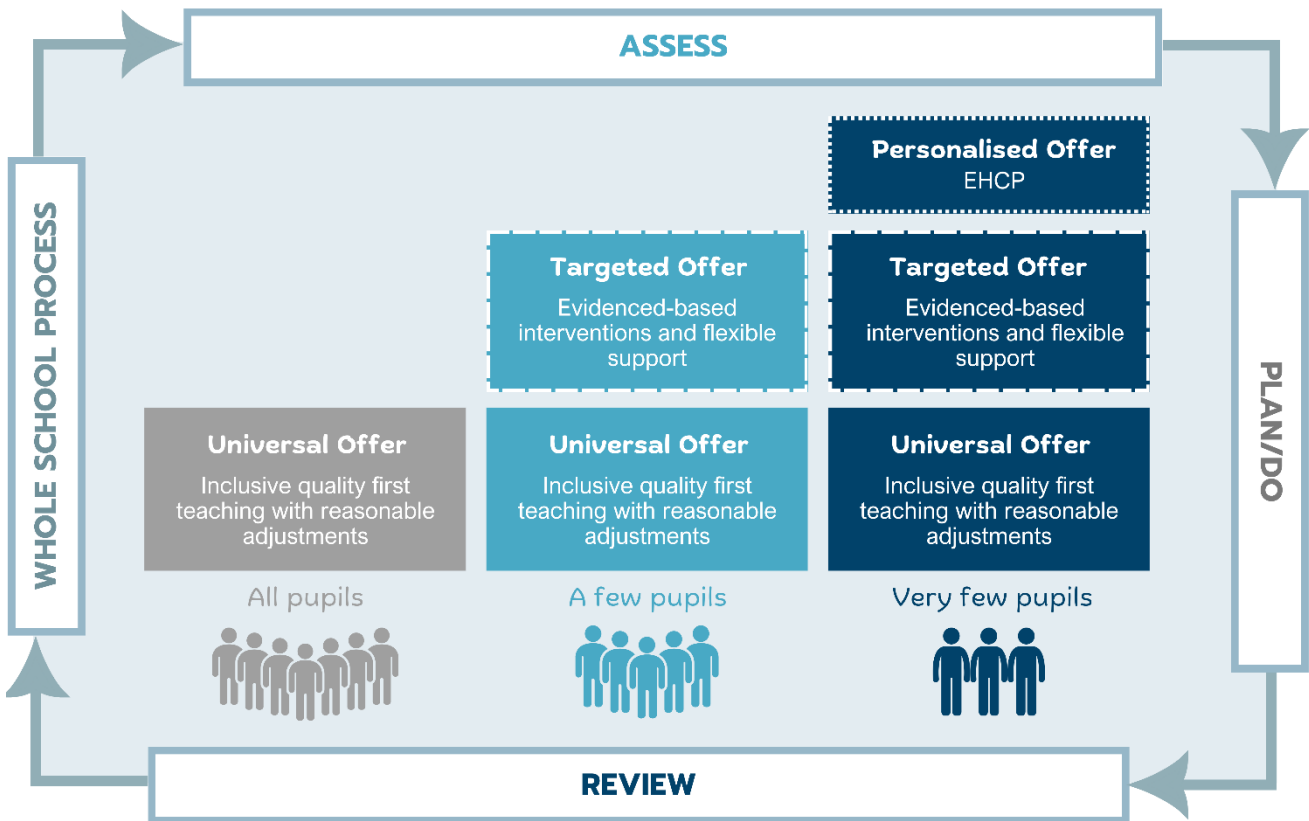 ASSESS
WHOLE SCHOOL PROCESS
Personalised Offer
EHCP
Targeted Offer
Evidenced-based
interventions and flexible
support
Targeted Offer
Evidenced-based
interventions and flexible
support
Universal Offer
Inclusive quality first
teaching with reasonable
adjustments
Universal Offer
Inclusive quality first
teaching with reasonable
adjustments
Universal Offer
Inclusive quality first
teaching with reasonable
adjustments
All pupils
A few pupils
Very few pupils
PLAN/DO
REVIEW